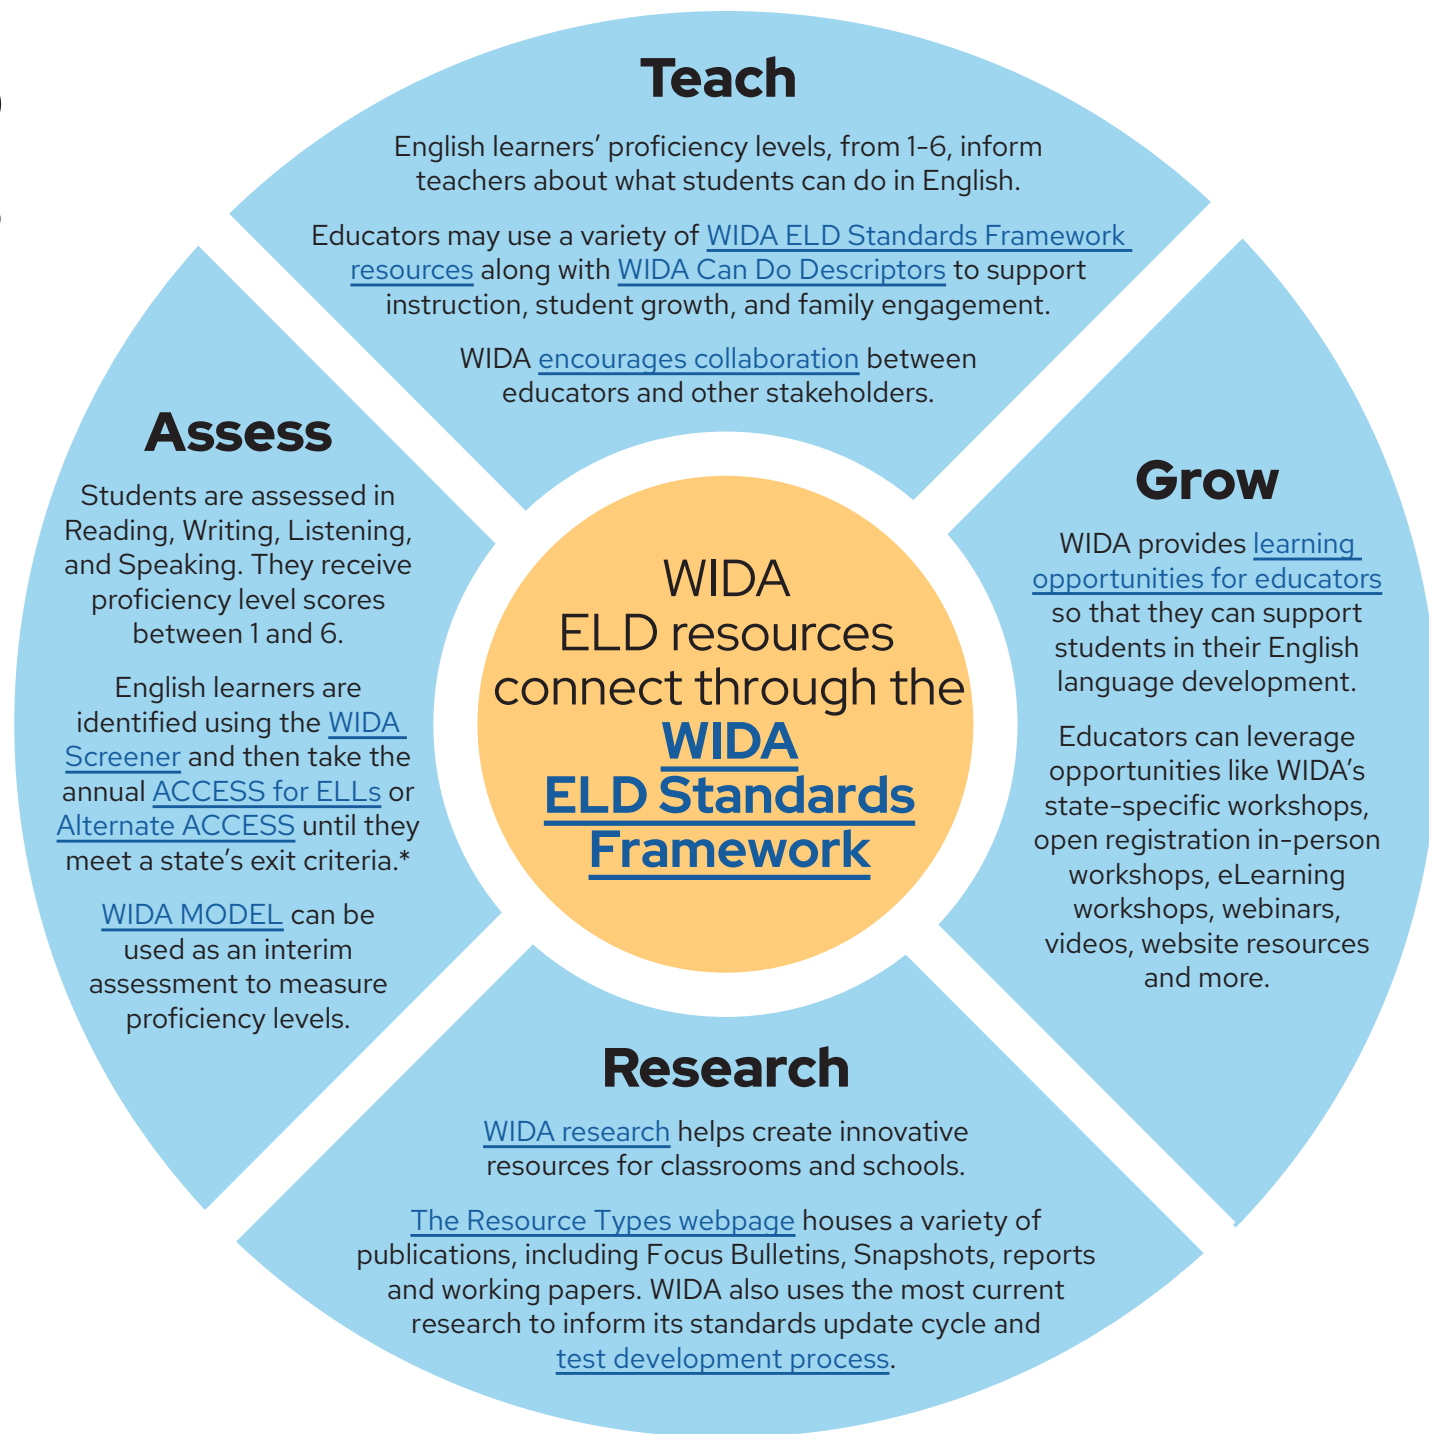 Teach
English learners’ proficiency levels, from 1-6, inform
teachers about what students can do in English.
Educators may use a variety of WIDA ELD Standards Framework
resources along with WIDA Can Do Descriptors to support
instruction, student growth, and family engagement.
WIDA encourages collaboration between
educators and other stakeholders.
Assess
Students are assessed in
Reading, Writing, Listening,
and Speaking. They receive
proficiency level scores
between 1 and 6.
English learners are
identified using the WIDA
Screener and then take the
annual ACCESS for ELLs or
Alternate ACCESS until they
meet a state’s exit criteria.*
WIDA MODEL can be
used as an interim
assessment to measure
proficiency levels.
WIDA
ELD resources
connect through the
WIDA
ELD Standards
Framework
Grow
WIDA provides learning
opportunities for educators
so that they can support
students in their English
language development.
Educators can leverage
opportunities like WIDA’s
state-specific workshops,
open registration in-person
workshops, eLearning
workshops, webinars,
videos, website resources
and more.
Research
WIDA research helps create innovative
resources for classrooms and schools.
The Resource Types webpage houses a variety of
publications, including Focus Bulletins, Snapshots, reports
and working papers. WIDA also uses the most current
research to inform its standards update cycle and
test development process.